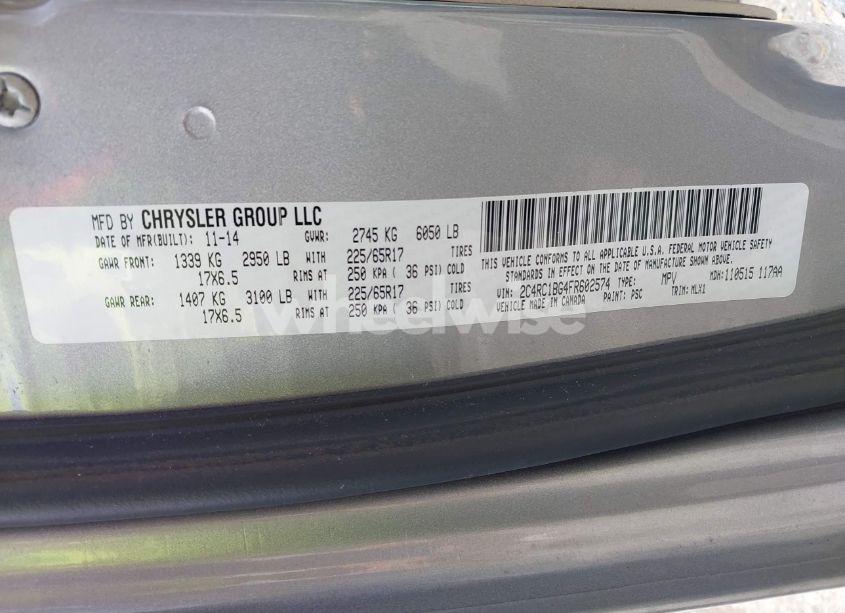 MFD BY CHRYSLER GROUP LLC
DATE OF MFR(BUILT): 11-14 GVWR: 2745 KG 6050 LB
GAWR FRONT: 1339 KG 2950 LB WITH 225/65R17 TIRES
17X6.5 RIMS AT 250 KPA ( 36 PSI) COLD
GAWR REAR: 1407 KG 3100 LB WITH 225/65R17 TIRES
17X6.5 RIMS AT 250 KPA ( 36 PSI) COLD
THIS VEHICLE CONFORMS TO ALL APPLICABLE U.S.A. FEDERAL MOTOR VEHICLE SAFETY
STANDARDS IN EFFECT ON THE DATE OF MANUFACTURE SHOWN ABOVE.
VIN: 2C4RC1BG4FR602574 TYPE: MPV MDH:110515 117AA
VEHICLE MADE IN CANADA PAINT: PSC TRIM:MLX1
wheelwise